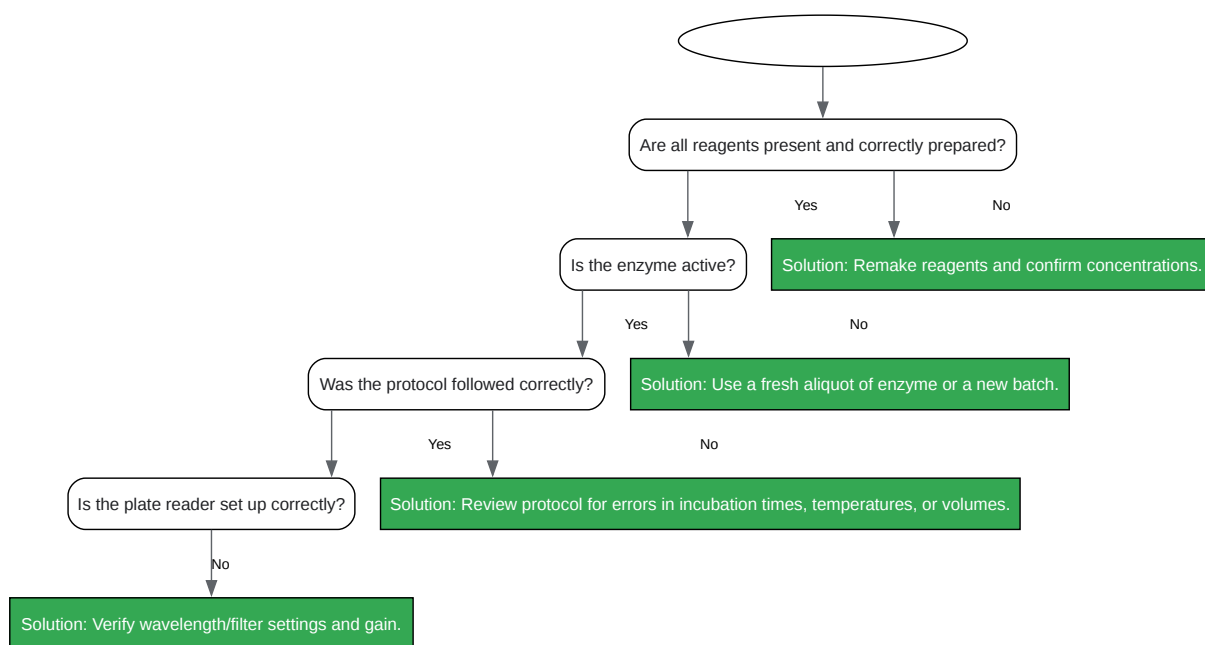 Are all reagents present and correctly prepared?
Yes
No
Is the enzyme active?
Solution: Remake reagents and confirm concentrations.
Yes
No
Was the protocol followed correctly?
Solution: Use a fresh aliquot of enzyme or a new batch.
Yes
No
Is the plate reader set up correctly?
Solution: Review protocol for errors in incubation times, temperatures, or volumes.
No
Solution: Verify wavelength/filter settings and gain.